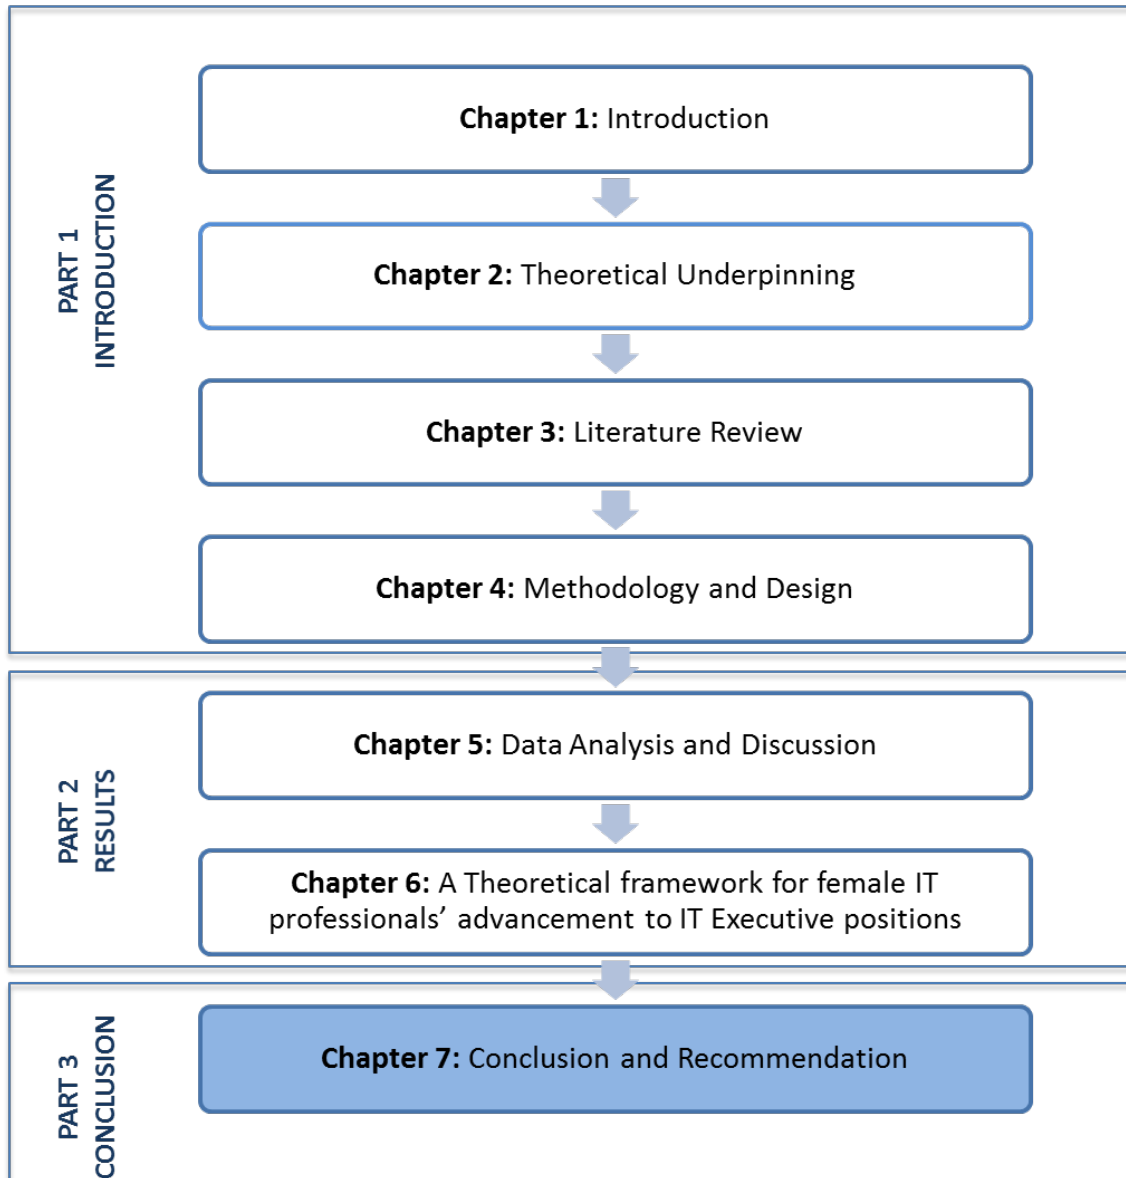 PART 1
INTRODUCTION
Chapter 1: Introduction
Chapter 2: Theoretical Underpinning
Chapter 3: Literature Review
Chapter 4: Methodology and Design
PART 2
RESULTS
Chapter 5: Data Analysis and Discussion
Chapter 6: A Theoretical framework for female IT
professionals’ advancement to IT Executive positions
PART 3
CONCLUSION
Chapter 7: Conclusion and Recommendation